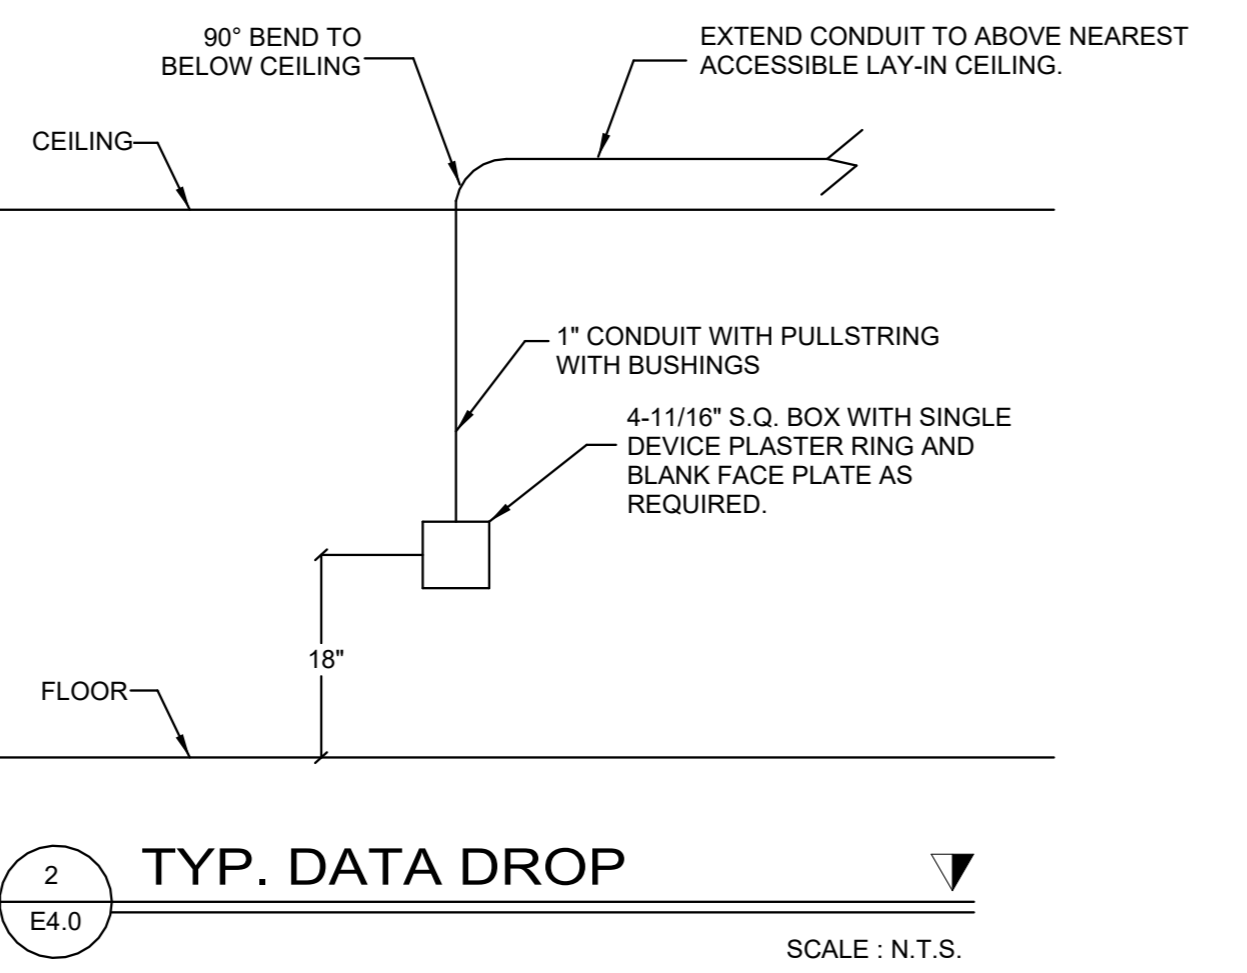 90° BEND TO
BELOW CEILING
EXTEND CONDUIT TO ABOVE NEAREST
ACCESSIBLE LAY-IN CEILING.
CEILING
1" CONDUIT WITH PULLSTRING
WITH BUSHINGS
4-11/16" S.Q. BOX WITH SINGLE
DEVICE PLASTER RING AND
BLANK FACE PLATE AS
REQUIRED.
18"
FLOOR
2
E4.0
TYP. DATA DROP
SCALE : N.T.S.